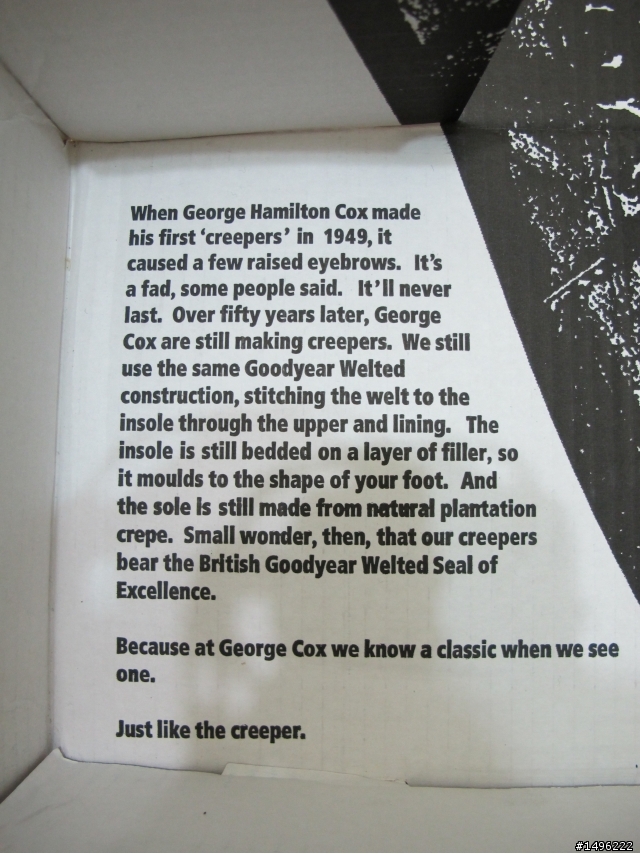 When George Hamilton Cox made
his first ‘creepers’ in 1949, it
caused a few raised eyebrows. It’s
a fad, some people said. It’ll never
last. Over fifty years later, George
Cox are still making creepers. We still
use the same Goodyear Welted
construction, stitching the welt to the
insole through the upper and lining. The
insole is still bedded on a layer of filler, so
it moulds to the shape of your foot. And
the sole is still made from natural plantation
crepe. Small wonder, then, that our creepers
bear the British Goodyear Welted Seal of
Excellence.
Because at George Cox we know a classic when we see
one.
Just like the creeper.
#1496222